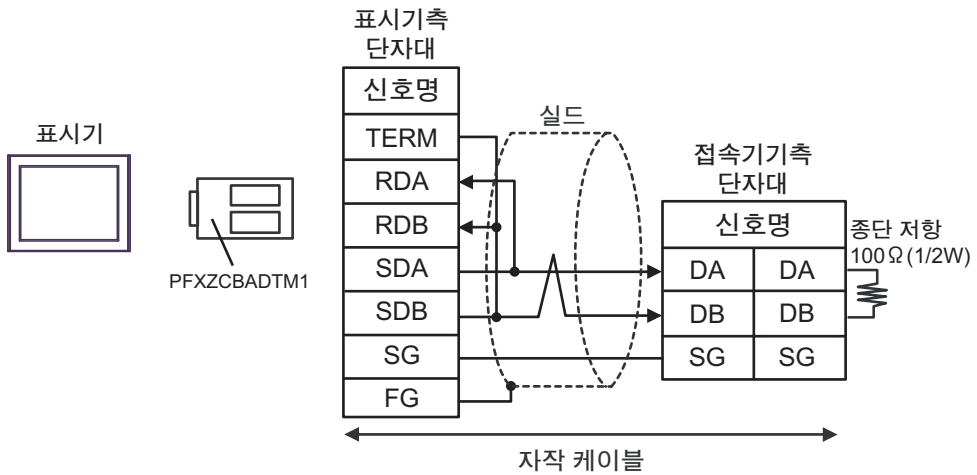 표시기
PFXZCBADTM1
표시기측
단자대
신호명
TERM
RDA
RDB
SDA
SDB
SG
FG
실드
접속기기측
단자대
신호명
DA DA
DB DB
SG SG
종단 저항
100Ω(1/2W)
자작 케이블